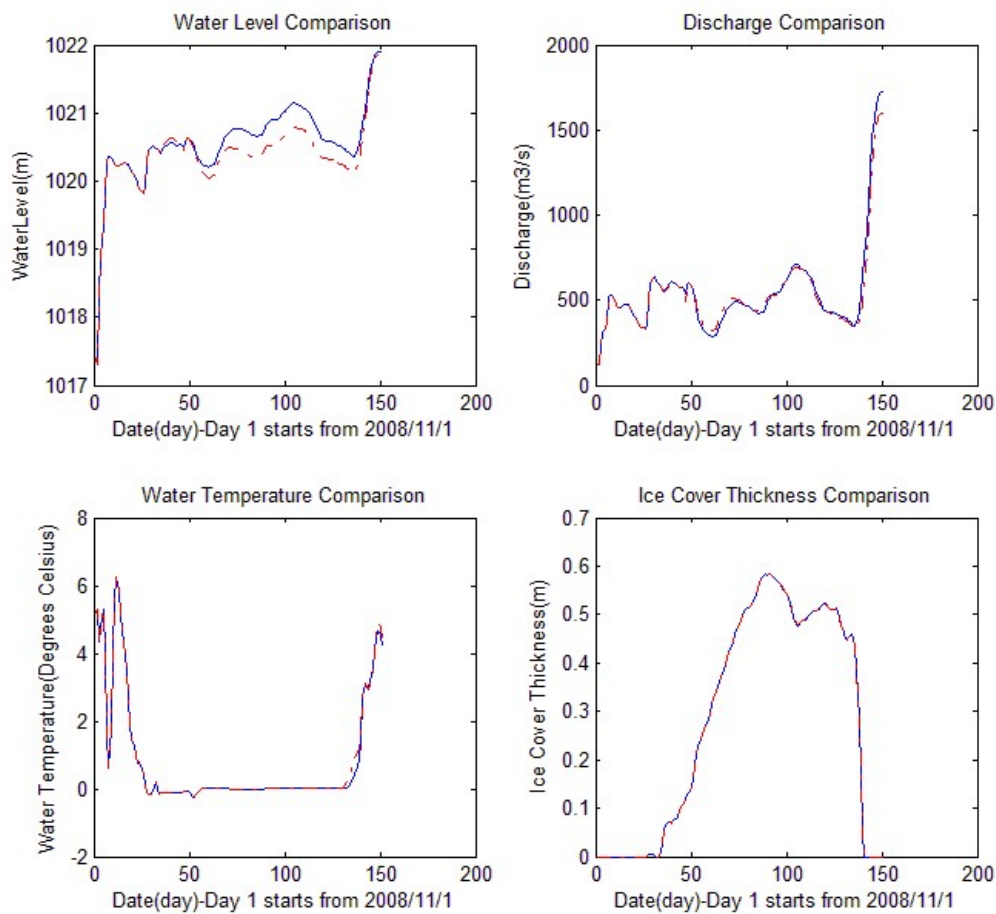 Water Level Comparison
1022
1021
1020
1019
1018
1017
WaterLevel(m)
0 50 100 150 200
Date(day)-Day 1 starts from 2008/11/1
Discharge Comparison
2000
1500
1000
500
0
Discharge(m3/s)
0 50 100 150 200
Date(day)-Day 1 starts from 2008/11/1
Water Temperature Comparison
8
6
4
2
0
-2
Water Temperature(Degrees Celsius)
0 50 100 150 200
Date(day)-Day 1 starts from 2008/11/1
Ice Cover Thickness Comparison
0.7
0.6
0.5
0.4
0.3
0.2
0.1
0
Ice Cover Thickness(m)
0 50 100 150 200
Date(day)-Day 1 starts from 2008/11/1